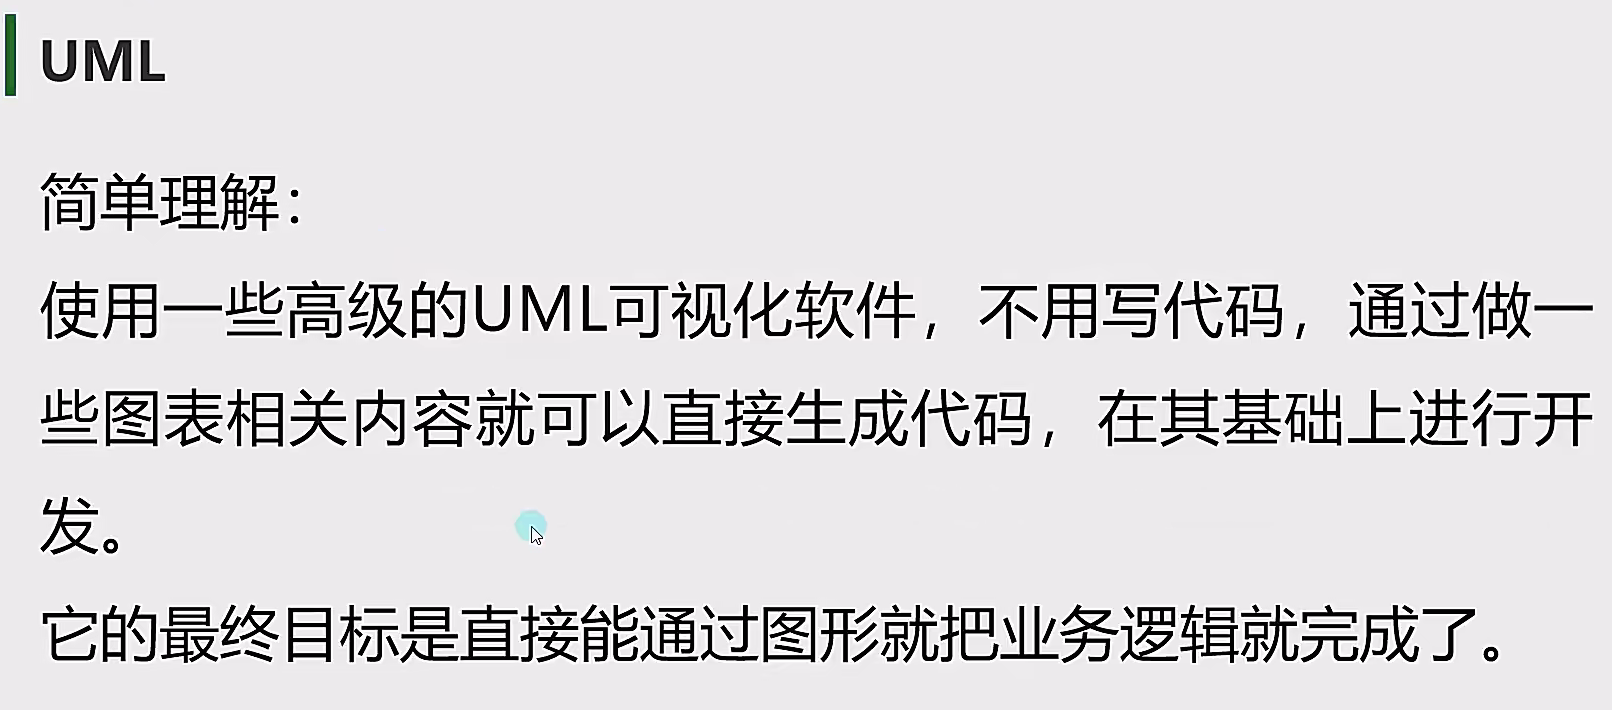 UML
简单理解：
使用一些高级的UML可视化软件，不用写代码，通过做一
些图表相关内容就可以直接生成代码，在其基础上进行开
发。
它的最终目标是直接能通过图形就把业务逻辑就完成了。